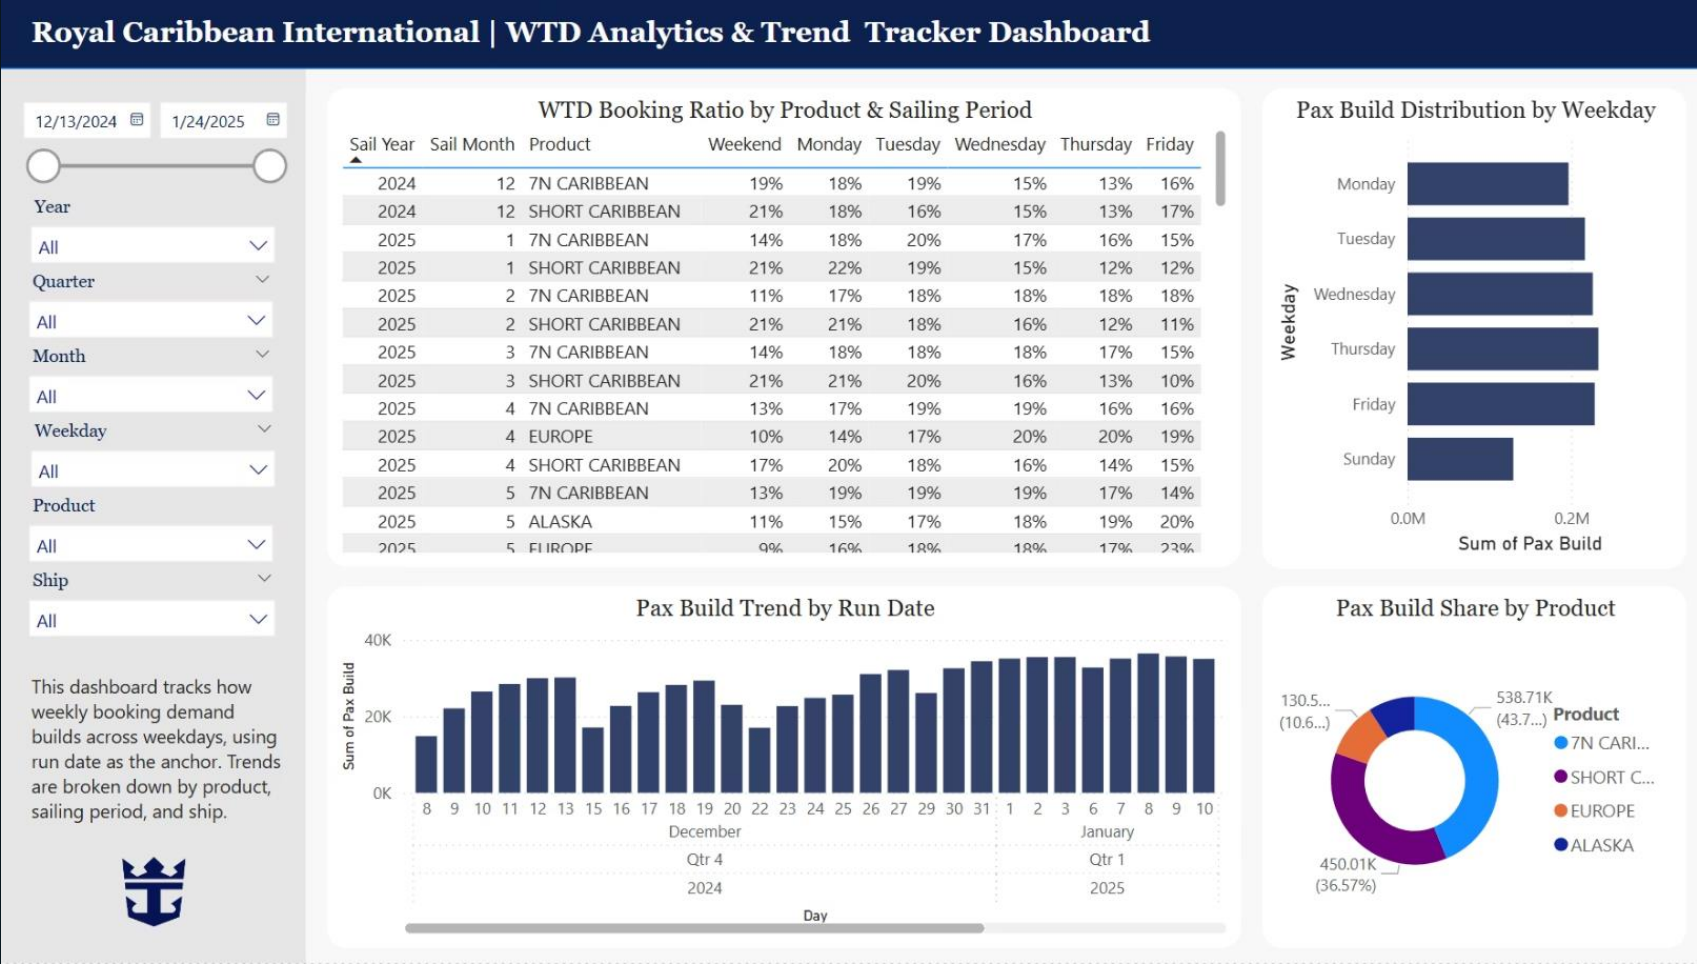 Royal Caribbean International | WTD Analytics & Trend Tracker Dashboard
12/13/2024 1/24/2025
Year
All
Quarter
All
Month
All
Weekday
All
Product
All
Ship
All
This dashboard tracks how
weekly booking demand
builds across weekdays, using
run date as the anchor. Trends
are broken down by product,
sailing period, and ship.
WTD Booking Ratio by Product & Sailing Period
Sail Year Sail Month Product Weekend Monday Tuesday Wednesday Thursday Friday
2024 12 7N CARIBBEAN 19% 18% 19% 15% 13% 16%
2024 12 SHORT CARIBBEAN 21% 18% 16% 15% 13% 17%
2025 1 7N CARIBBEAN 14% 18% 20% 17% 16% 15%
2025 1 SHORT CARIBBEAN 21% 22% 19% 15% 12% 12%
2025 2 7N CARIBBEAN 11% 17% 18% 18% 18% 18%
2025 2 SHORT CARIBBEAN 21% 21% 18% 16% 12% 11%
2025 3 7N CARIBBEAN 14% 18% 18% 18% 17% 15%
2025 3 SHORT CARIBBEAN 21% 21% 20% 16% 13% 10%
2025 4 7N CARIBBEAN 13% 17% 19% 19% 16% 16%
2025 4 EUROPE 10% 14% 17% 20% 20% 19%
2025 4 SHORT CARIBBEAN 17% 20% 18% 16% 14% 15%
2025 5 7N CARIBBEAN 13% 19% 19% 19% 17% 14%
2025 5 ALASKA 11% 15% 17% 18% 19% 20%
2025 5 EUROPE 9% 16% 18% 18% 17% 23%
Pax Build Distribution by Weekday
Weekday
Monday
Tuesday
Wednesday
Thursday
Friday
Sunday
0.0M 0.2M
Sum of Pax Build
Pax Build Trend by Run Date
Sum of Pax Build
40K
20K
0K
8 9 10 11 12 13 15 16 17 18 19 20 22 23 24 25 26 27 29 30 31 1 2 3 6 7 8 9 10
December January
Qtr 4 Qtr 1
2024 2025
Day
Pax Build Share by Product
130.5...
(10.6...)
538.71K
(43.7...)
450.01K
(36.57%)
Product
7N CARI...
SHORT C...
EUROPE
ALASKA